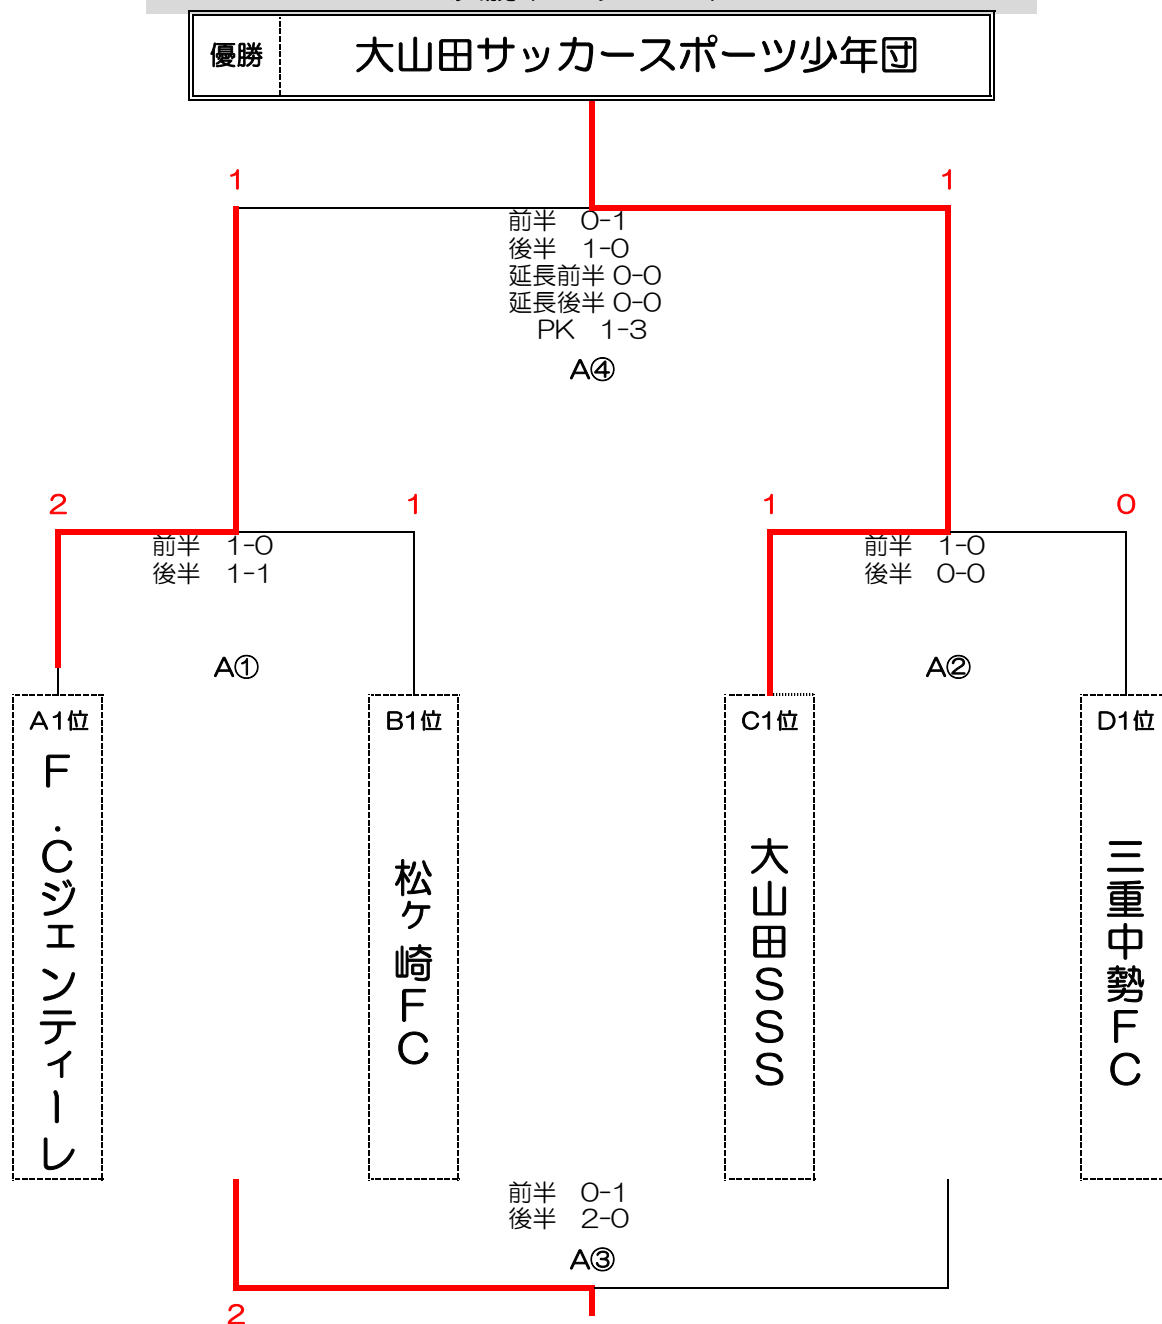 優勝 大山田サッカースポーツ少年団
1 1
前半 0-1
後半 1-0
延長前半 0-0
延長後半 0-0
PK 1-3
A④
2 1 1 0
前半 1-0
後半 1-1
前半 1-0
後半 0-0
A① A②
A1位
F.Cジェンティーレ
B1位
松ヶ崎FC
C1位
大山田SSS
D1位
三重中勢FC
前半 0-1
後半 2-0
A③
2